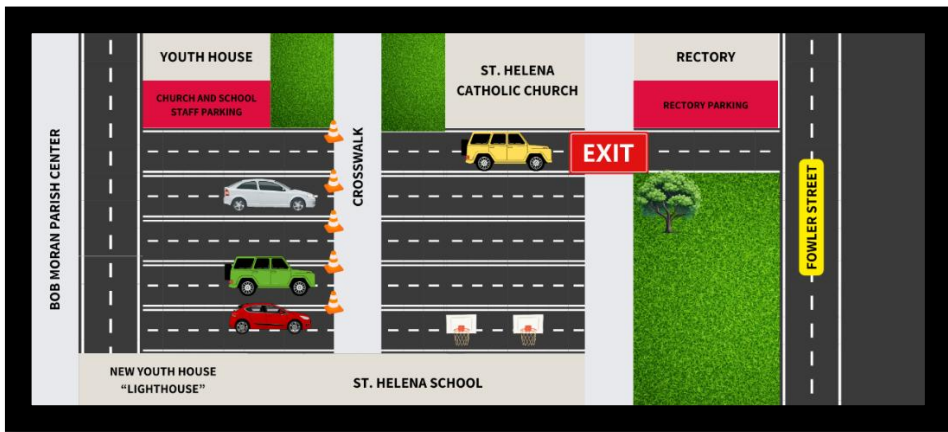 YOUTH HOUSE
CHURCH AND SCHOOL
STAFF PARKING
ST. HELENA
CATHOLIC CHURCH
RECTORY
RECTORY PARKING
BOB MORAN PARISH CENTER
CROSSWALK
EXIT
FOWLER STREET
NEW YOUTH HOUSE
“LIGHTHOUSE”
ST. HELENA SCHOOL